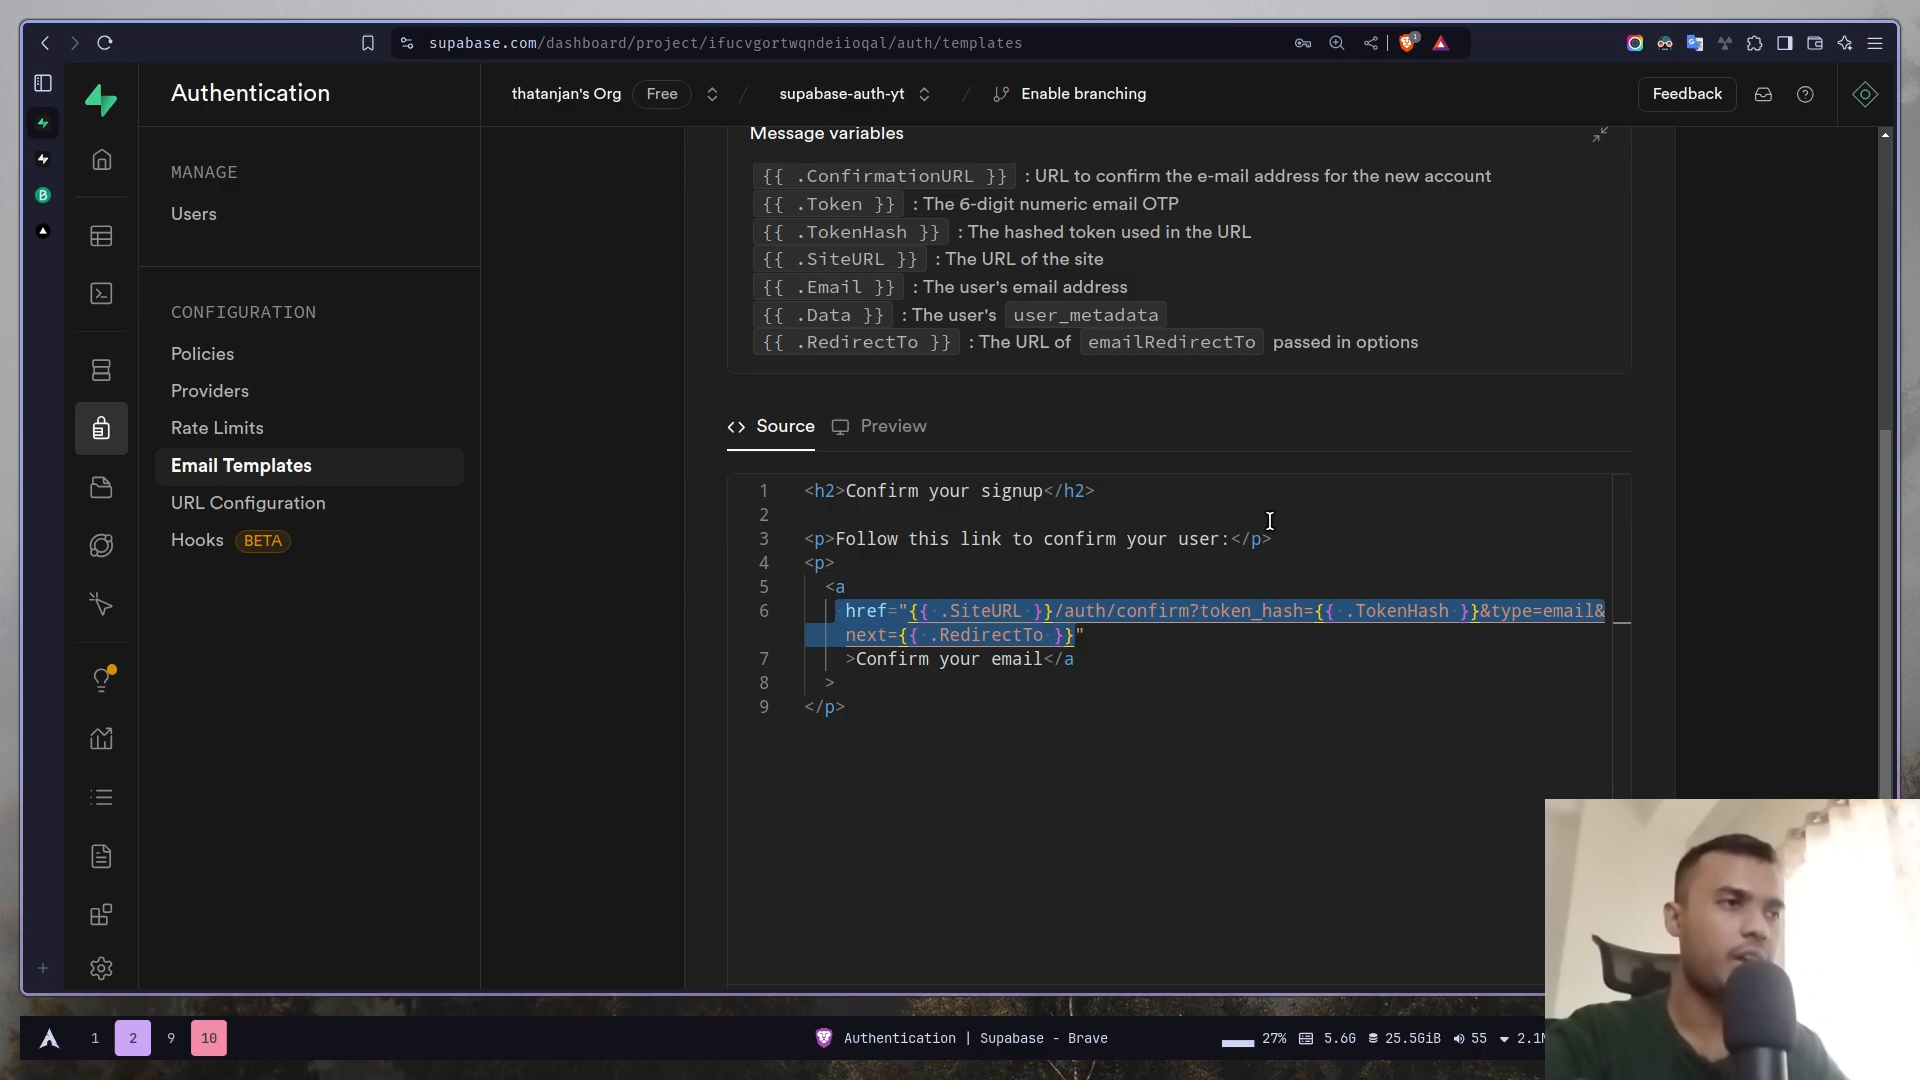 supabase.com/dashboard/project/ifucvgortwqndeiioqal/auth/templates
1
Authentication
thatanjan's Org Free / supabase-auth-yt / Enable branching
Feedback
MANAGE
Users
CONFIGURATION
Policies
Providers
Rate Limits
Email Templates
URL Configuration
Hooks BETA
B
Message variables
{{ .ConfirmationURL }} : URL to confirm the e-mail address for the new account
{{ .Token }} : The 6-digit numeric email OTP
{{ .TokenHash }} : The hashed token used in the URL
{{ .SiteURL }} : The URL of the site
{{ .Email }} : The user's email address
{{ .Data }} : The user's user_metadata
{{ .RedirectTo }} : The URL of emailRedirectTo passed in options
Source Preview
1 <h2>Confirm your signup</h2>
2
3 <p>Follow this link to confirm your user:</p>
4 <p>
5 <a
6 href="{{ .SiteURL }}/auth/confirm?token_hash={{ .TokenHash }}&type=email&
next={{ .RedirectTo }}"
7 >Confirm your email</a
8 >
9 </p>
1 2 9 10
Authentication | Supabase - Brave
27% 5.6G 25.5GiB 55 2.1M